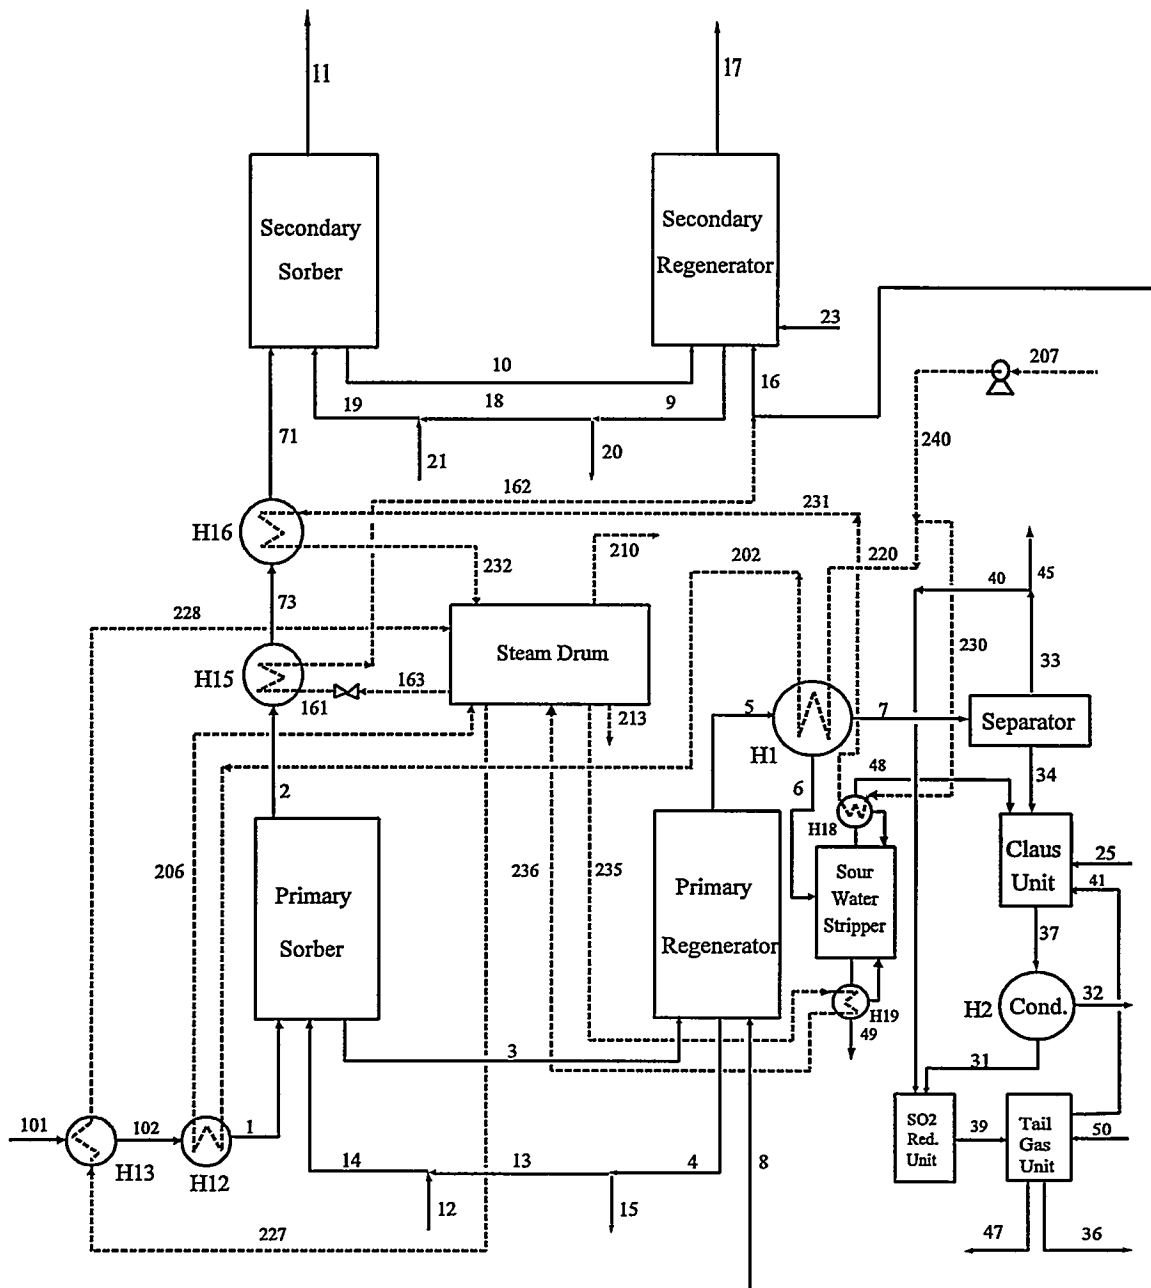 11
17
Secondary
Sorber
Secondary
Regenerator
23
10
16
207
19
18
9
240
71
21
20
162
231
H16
232
210
202
220
45
40
73
228
230
Steam Drum
33
H15
163
161
5
7
213
Separator
H1
2
6
48
34
H18
Claus
Unit
25
206
236
235
Sour
Water
Stripper
41
Primary
Sorber
Primary
Regenerator
37
H2
Cond.
32
H19
49
3
31
101
102
1
SO2
Red.
Unit
39
Tail
Gas
Unit
50
H13
H12
14
13
4
8
12
15
227
47
36